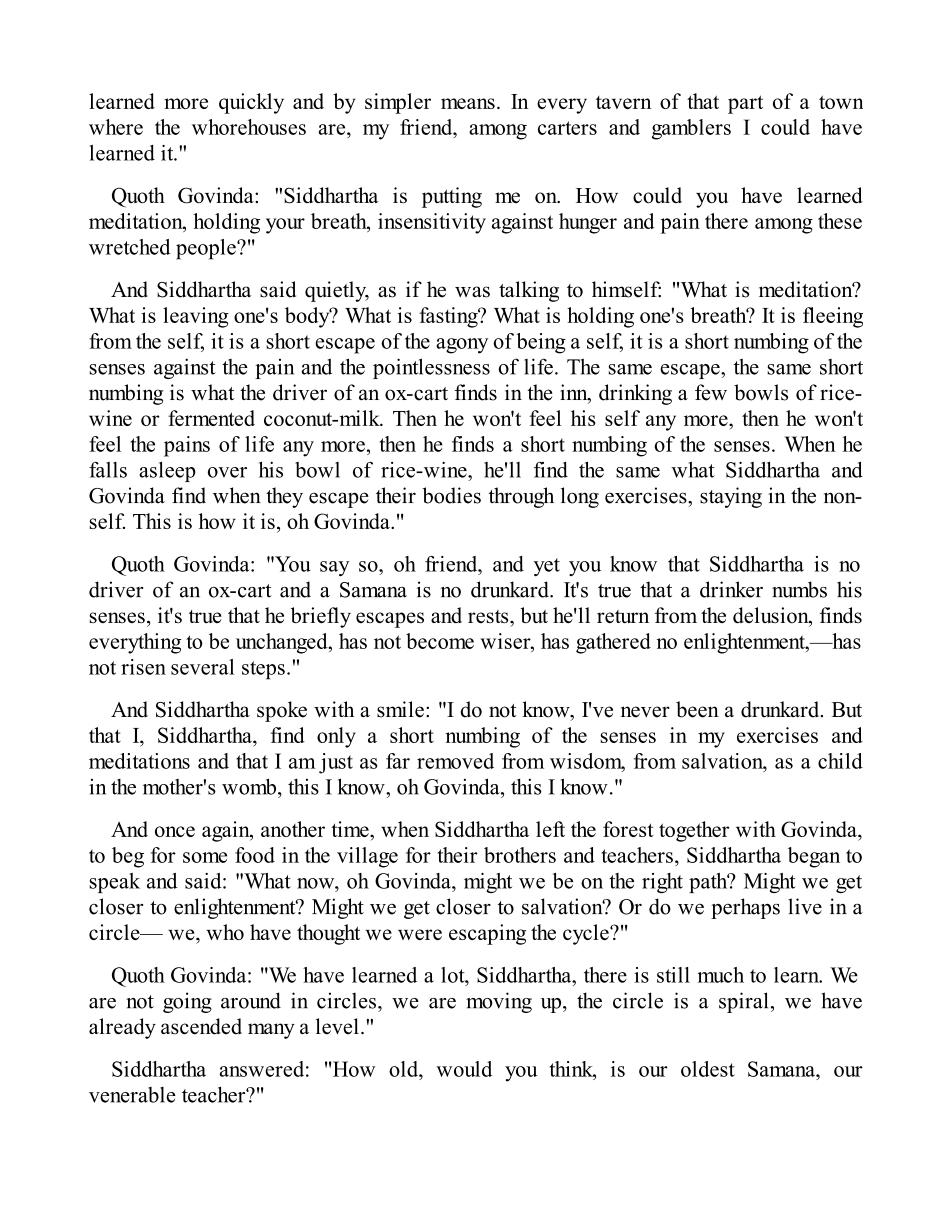 learned more quickly and by simpler means. In every tavern of that part of a town
where the whorehouses are, my friend, among carters and gamblers I could have
learned it."
Quoth Govinda: "Siddhartha is putting me on. How could you have learned
meditation, holding your breath, insensitivity against hunger and pain there among these
wretched people?"
And Siddhartha said quietly, as if he was talking to himself: "What is meditation?
What is leaving one's body? What is fasting? What is holding one's breath? It is fleeing
from the self, it is a short escape of the agony of being a self, it is a short numbing of the
senses against the pain and the pointlessness of life. The same escape, the same short
numbing is what the driver of an ox-cart finds in the inn, drinking a few bowls of rice-
wine or fermented coconut-milk. Then he won't feel his self any more, then he won't
feel the pains of life any more, then he finds a short numbing of the senses. When he
falls asleep over his bowl of rice-wine, he'll find the same what Siddhartha and
Govinda find when they escape their bodies through long exercises, staying in the non-
self. This is how it is, oh Govinda."
Quoth Govinda: "You say so, oh friend, and yet you know that Siddhartha is no
driver of an ox-cart and a Samana is no drunkard. It's true that a drinker numbs his
senses, it's true that he briefly escapes and rests, but he'll return from the delusion, finds
everything to be unchanged, has not become wiser, has gathered no enlightenment,—has
not risen several steps."
And Siddhartha spoke with a smile: "I do not know, I've never been a drunkard. But
that I, Siddhartha, find only a short numbing of the senses in my exercises and
meditations and that I am just as far removed from wisdom, from salvation, as a child
in the mother's womb, this I know, oh Govinda, this I know."
And once again, another time, when Siddhartha left the forest together with Govinda,
to beg for some food in the village for their brothers and teachers, Siddhartha began to
speak and said: "What now, oh Govinda, might we be on the right path? Might we get
closer to enlightenment? Might we get closer to salvation? Or do we perhaps live in a
circle— we, who have thought we were escaping the cycle?"
Quoth Govinda: "We have learned a lot, Siddhartha, there is still much to learn. We
are not going around in circles, we are moving up, the circle is a spiral, we have
already ascended many a level."
Siddhartha answered: "How old, would you think, is our oldest Samana, our
venerable teacher?"